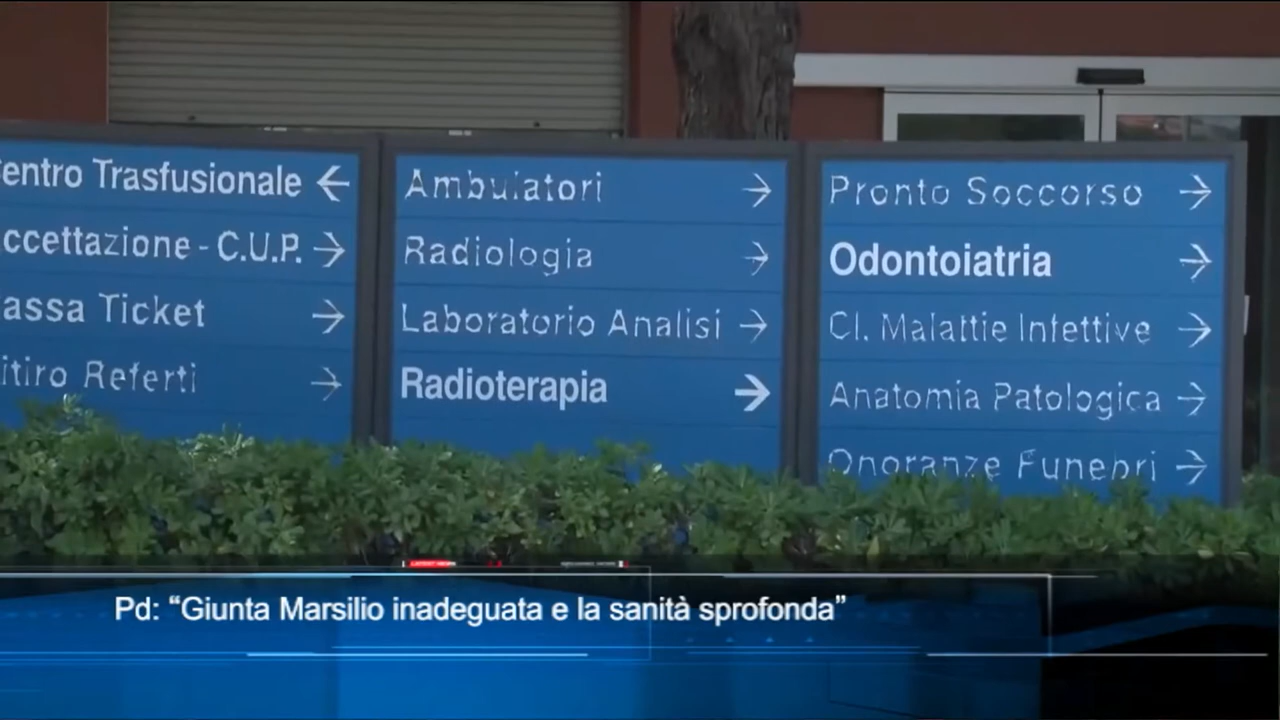 entro Trasfusionale ←
ccettazione - C.U.P. →
assa Ticket →
itiro Referti →
Ambulatori →
Radiologia →
Laboratorio Analisi →
Radioterapia →
Pronto Soccorso →
Odontoiatria →
Cl. Malattie Infettive →
Anatomia Patologica →
Onoranze Funebri →
Pd: “Giunta Marsilio inadeguata e la sanità sprofonda”